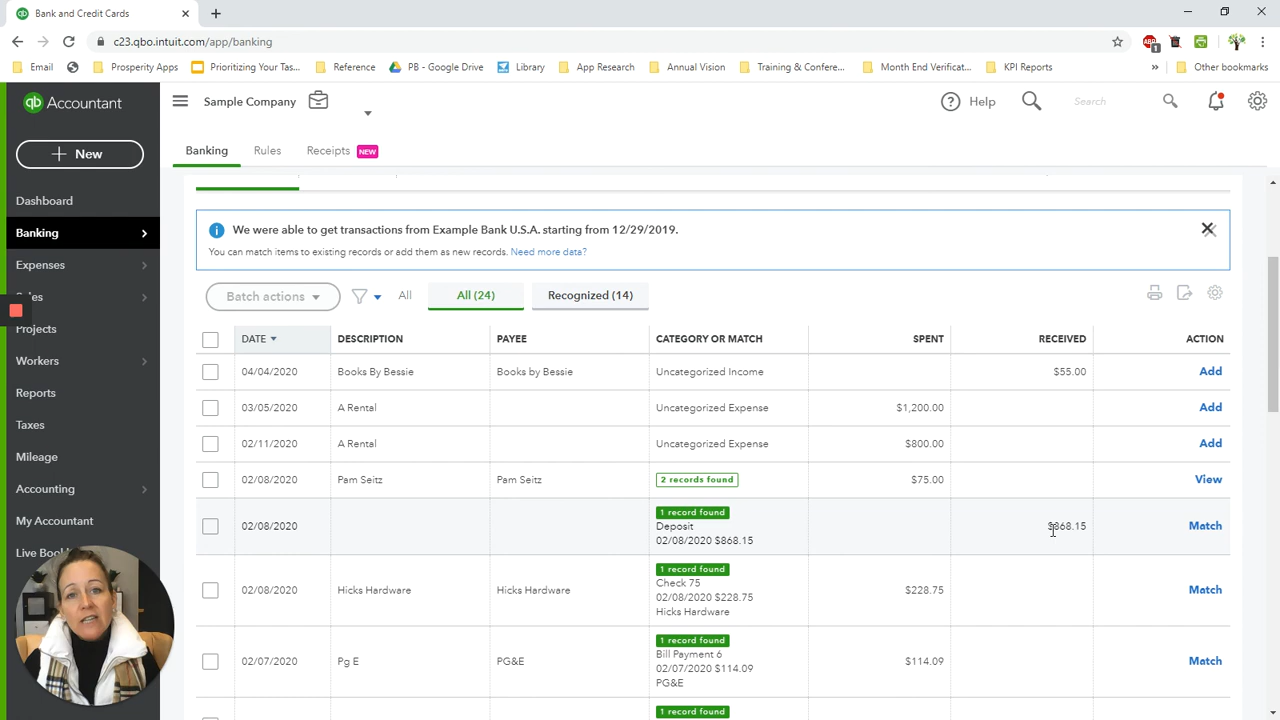 Bank and Credit Cards
c23.qbo.intuit.com/app/banking
ABP 1
Email Prosperity Apps Prioritizing Your Tas... Reference PB - Google Drive Library App Research Annual Vision Training & Confere... Month End Verificat... KPI Reports » Other bookmarks
qb Accountant
Sample Company
? Help
Search
+ New
Banking Rules Receipts NEW
Dashboard
Banking
Expenses
Projects
Workers
Reports
Taxes
Mileage
Accounting
My Accountant
i We were able to get transactions from Example Bank U.S.A. starting from 12/29/2019.
You can match items to existing records or add them as new records. Need more data?
Batch actions All All (24) Recognized (14)
DATE DESCRIPTION PAYEE CATEGORY OR MATCH SPENT RECEIVED ACTION
04/04/2020 Books By Bessie Books by Bessie Uncategorized Income $55.00 Add
03/05/2020 A Rental Uncategorized Expense $1,200.00 Add
02/11/2020 A Rental Uncategorized Expense $800.00 Add
02/08/2020 Pam Seitz Pam Seitz 2 records found $75.00 View
1 record found
02/08/2020 Deposit $868.15 Match
02/08/2020 $868.15
1 record found
Check 75
02/08/2020 Hicks Hardware Hicks Hardware 02/08/2020 $228.75 $228.75 Match
Hicks Hardware
1 record found
Bill Payment 6
02/07/2020 Pg E PG&E 02/07/2020 $114.09 $114.09 Match
PG&E
1 record found